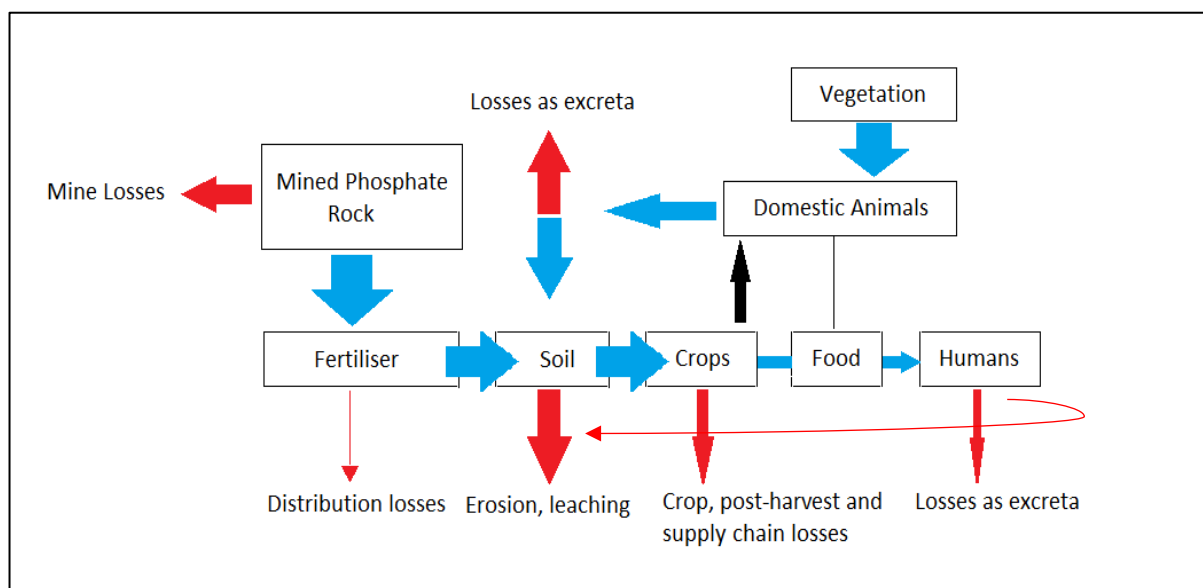 Vegetation
Losses as excreta
Mined Phosphate
Rock
Mine Losses
Domestic Animals
Fertiliser
Soil
Crops
Food
Humans
Distribution losses
Erosion, leaching
Crop, post-harvest and
supply chain losses
Losses as excreta